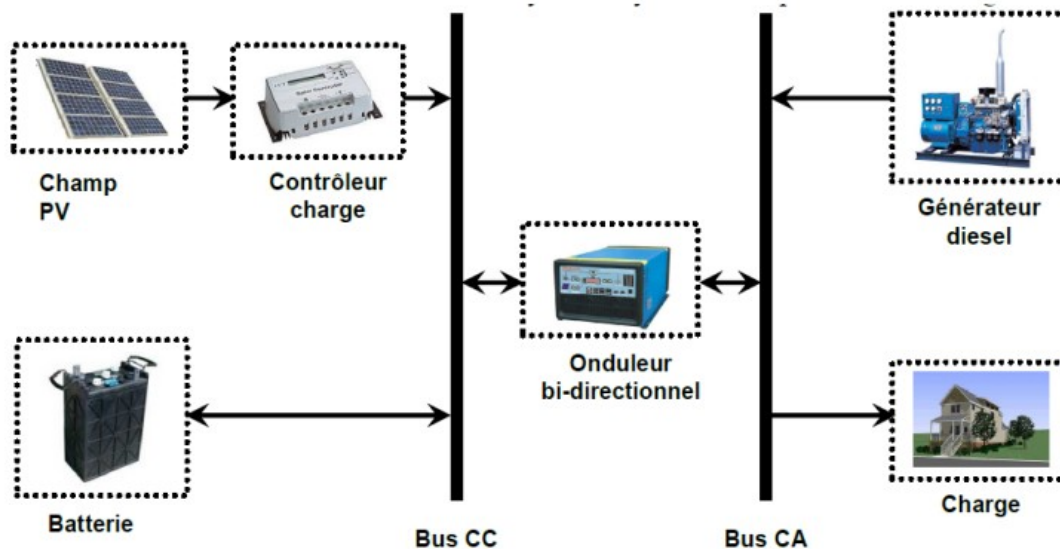 Champ
PV
Contrôleur
charge
Générateur
diesel
Onduleur
bi-directionnel
Batterie
Bus CC
Bus CA
Charge